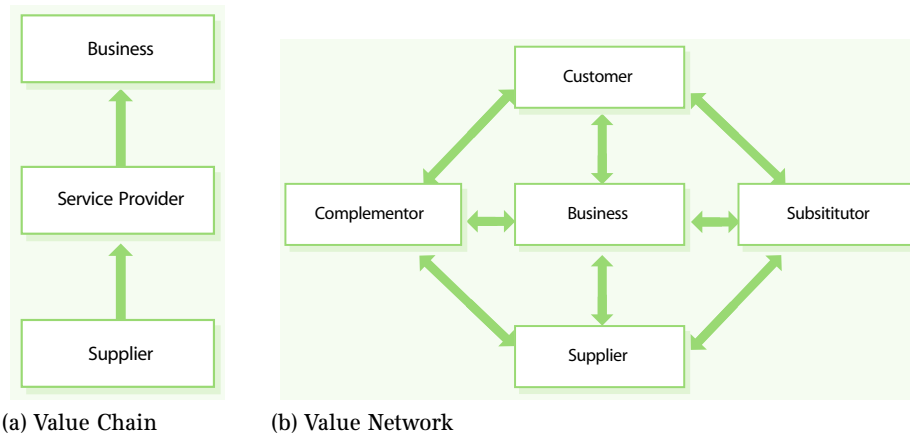 Business
Service Provider
Supplier
(a) Value Chain
Customer
Complementor
Business
Subsititutor
Supplier
(b) Value Network